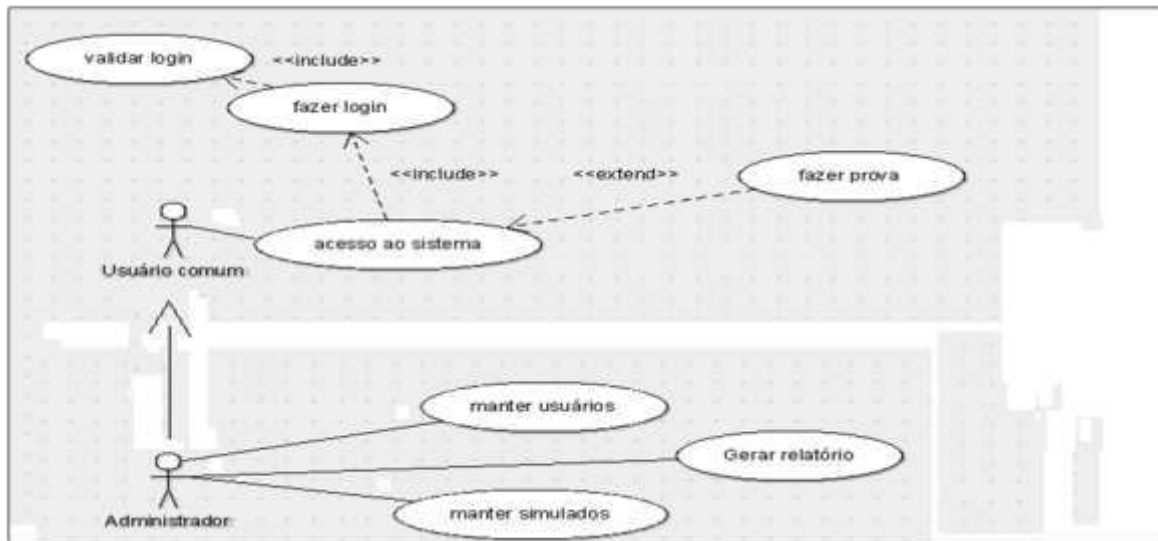 validar login
<<include>>
fazer login
<<include>>
<<extend>>
fazer prova
acesso ao sistema
Usuário comum
manter usuários
Gerar relatório
manter simulados
Administrador